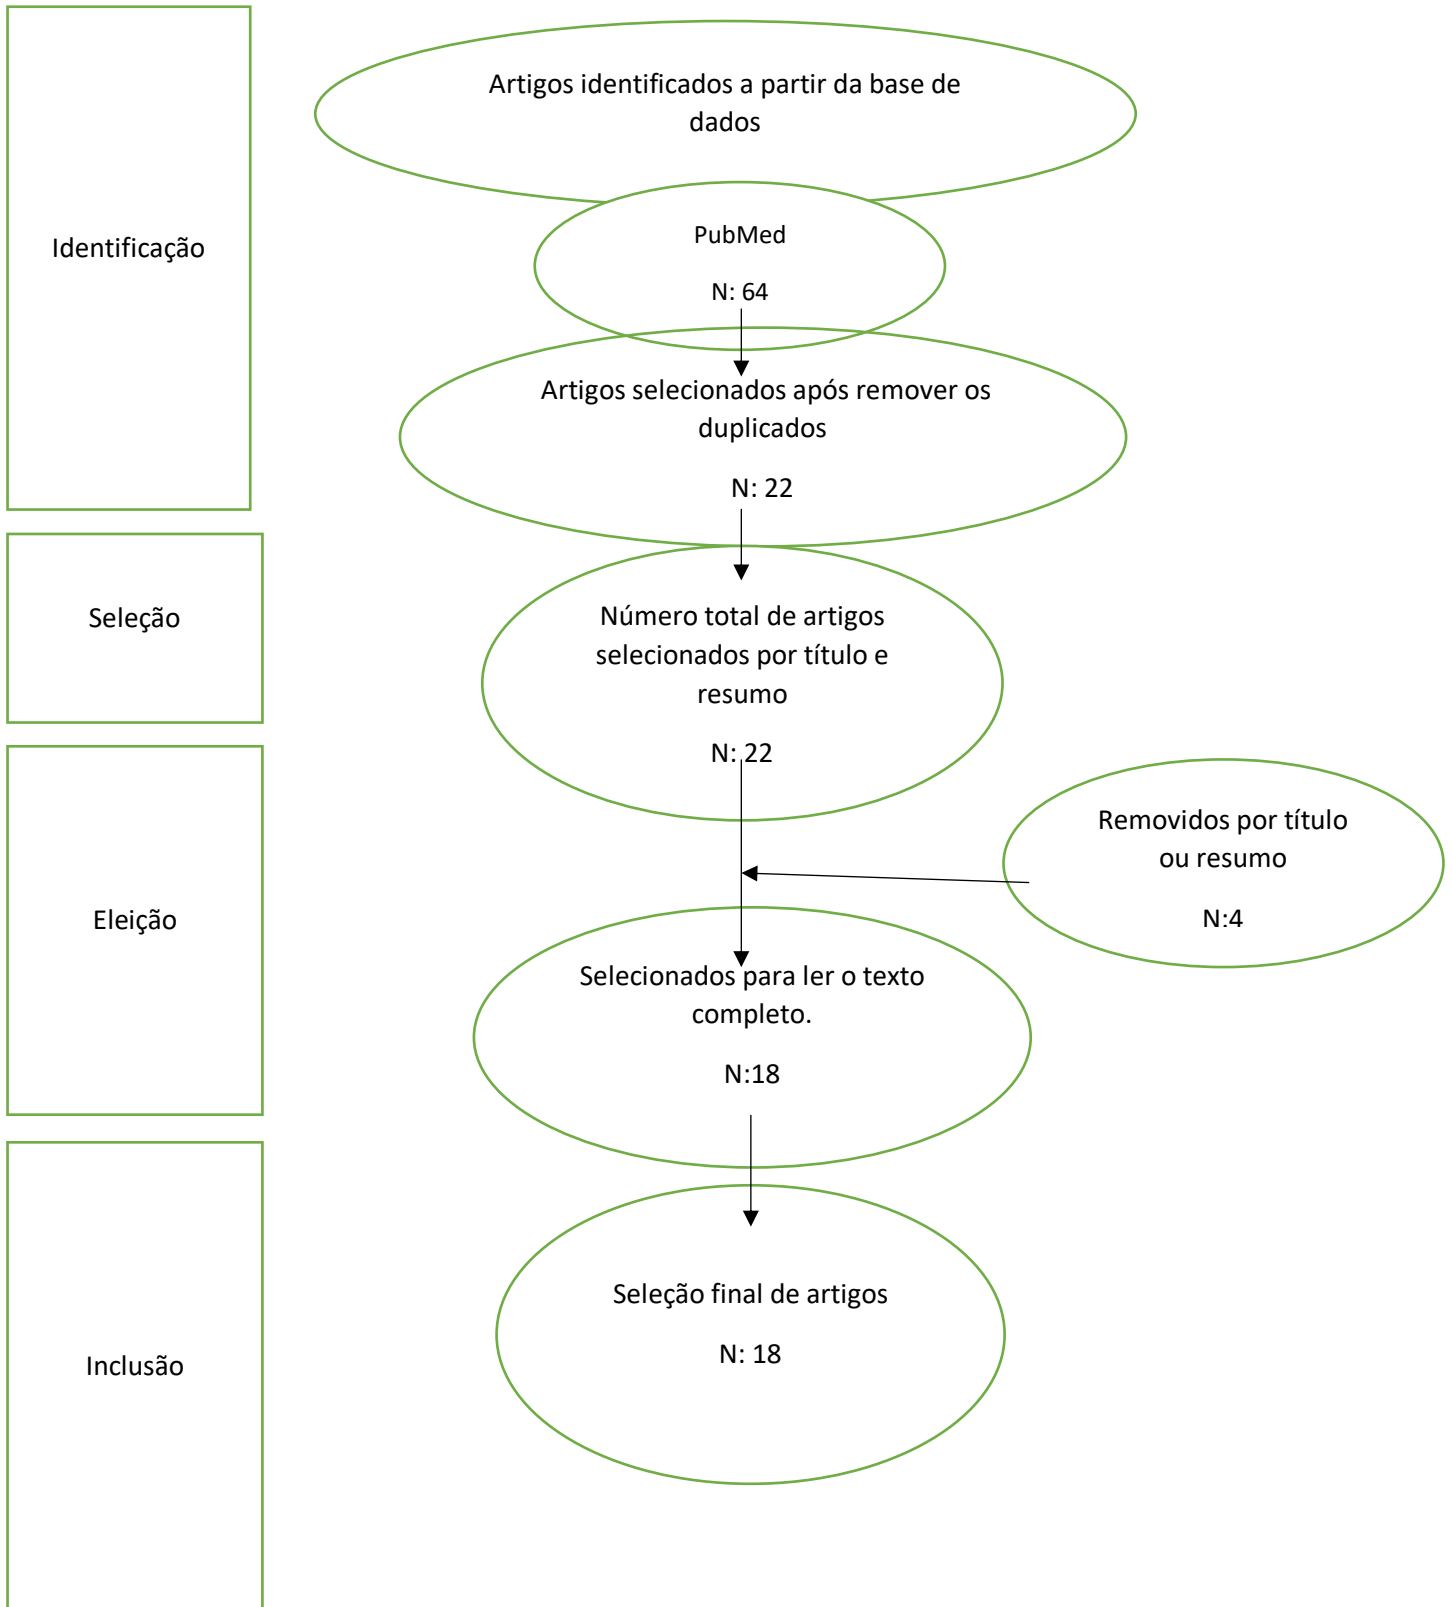 Identificação
Artigos identificados a partir da base de
dados
PubMed
N: 64
Artigos selecionados após remover os
duplicados
N: 22
Seleção
Número total de artigos
selecionados por título e
resumo
N: 22
Eleição
Removidos por título
ou resumo
N:4
Selecionados para ler o texto
completo.
N:18
Inclusão
Seleção final de artigos
N: 18